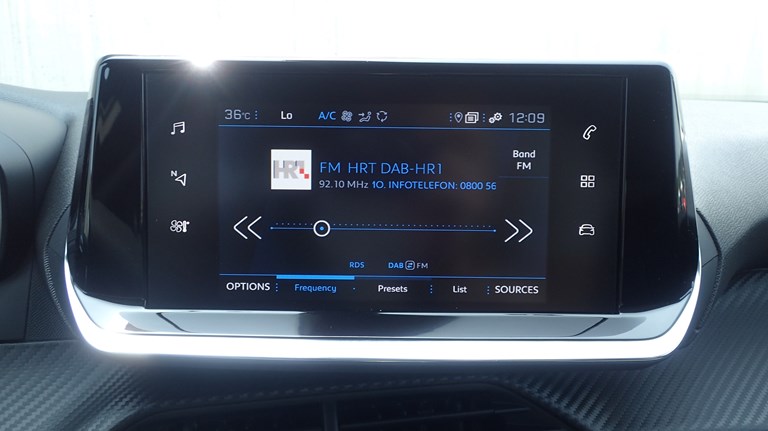 36°C Lo A/C 12:09
N
HR1
FM HRT DAB-HR1
92.10 MHz 1O. INFOTELEFON: 0800 56
Band
FM
RDS DAB FM
OPTIONS Frequency Presets List SOURCES